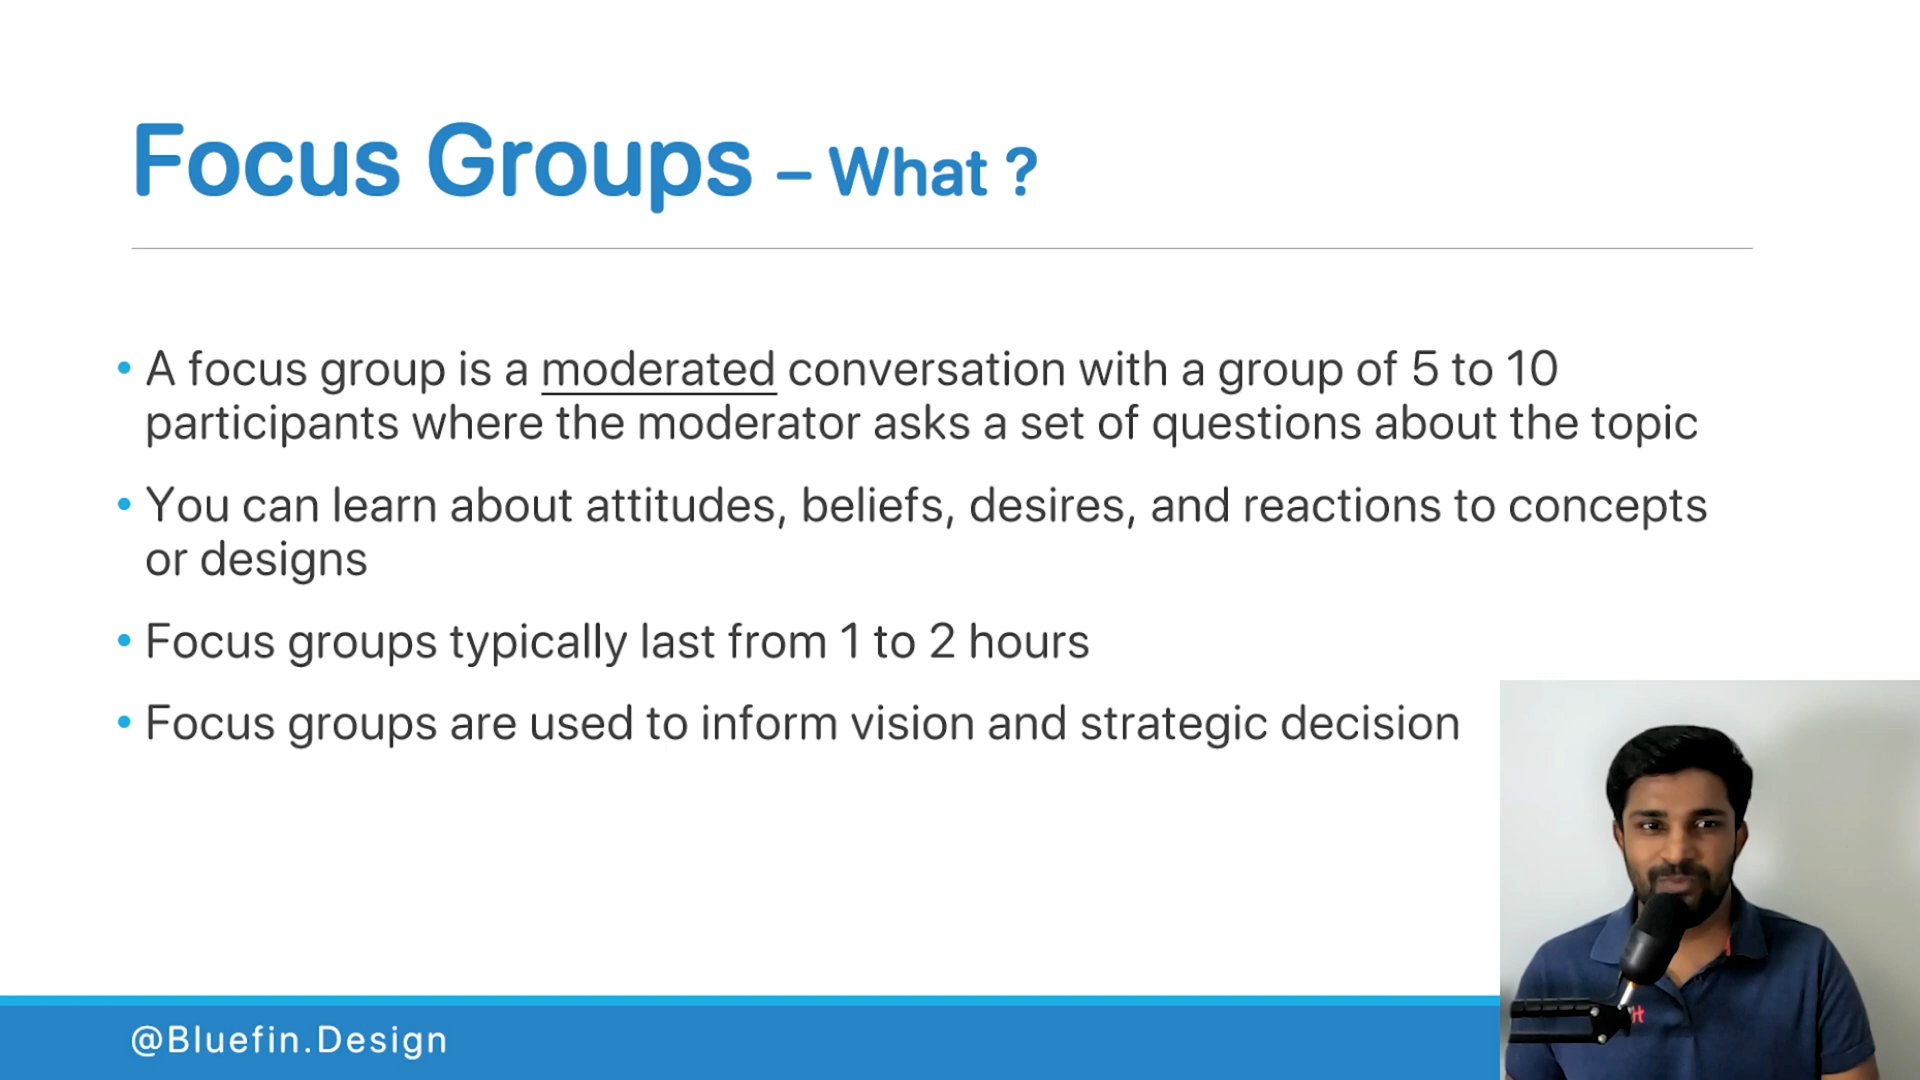 Focus Groups – What ?
• A focus group is a moderated conversation with a group of 5 to 10
participants where the moderator asks a set of questions about the topic
• You can learn about attitudes, beliefs, desires, and reactions to concepts
or designs
• Focus groups typically last from 1 to 2 hours
• Focus groups are used to inform vision and strategic decision
@Bluefin.Design